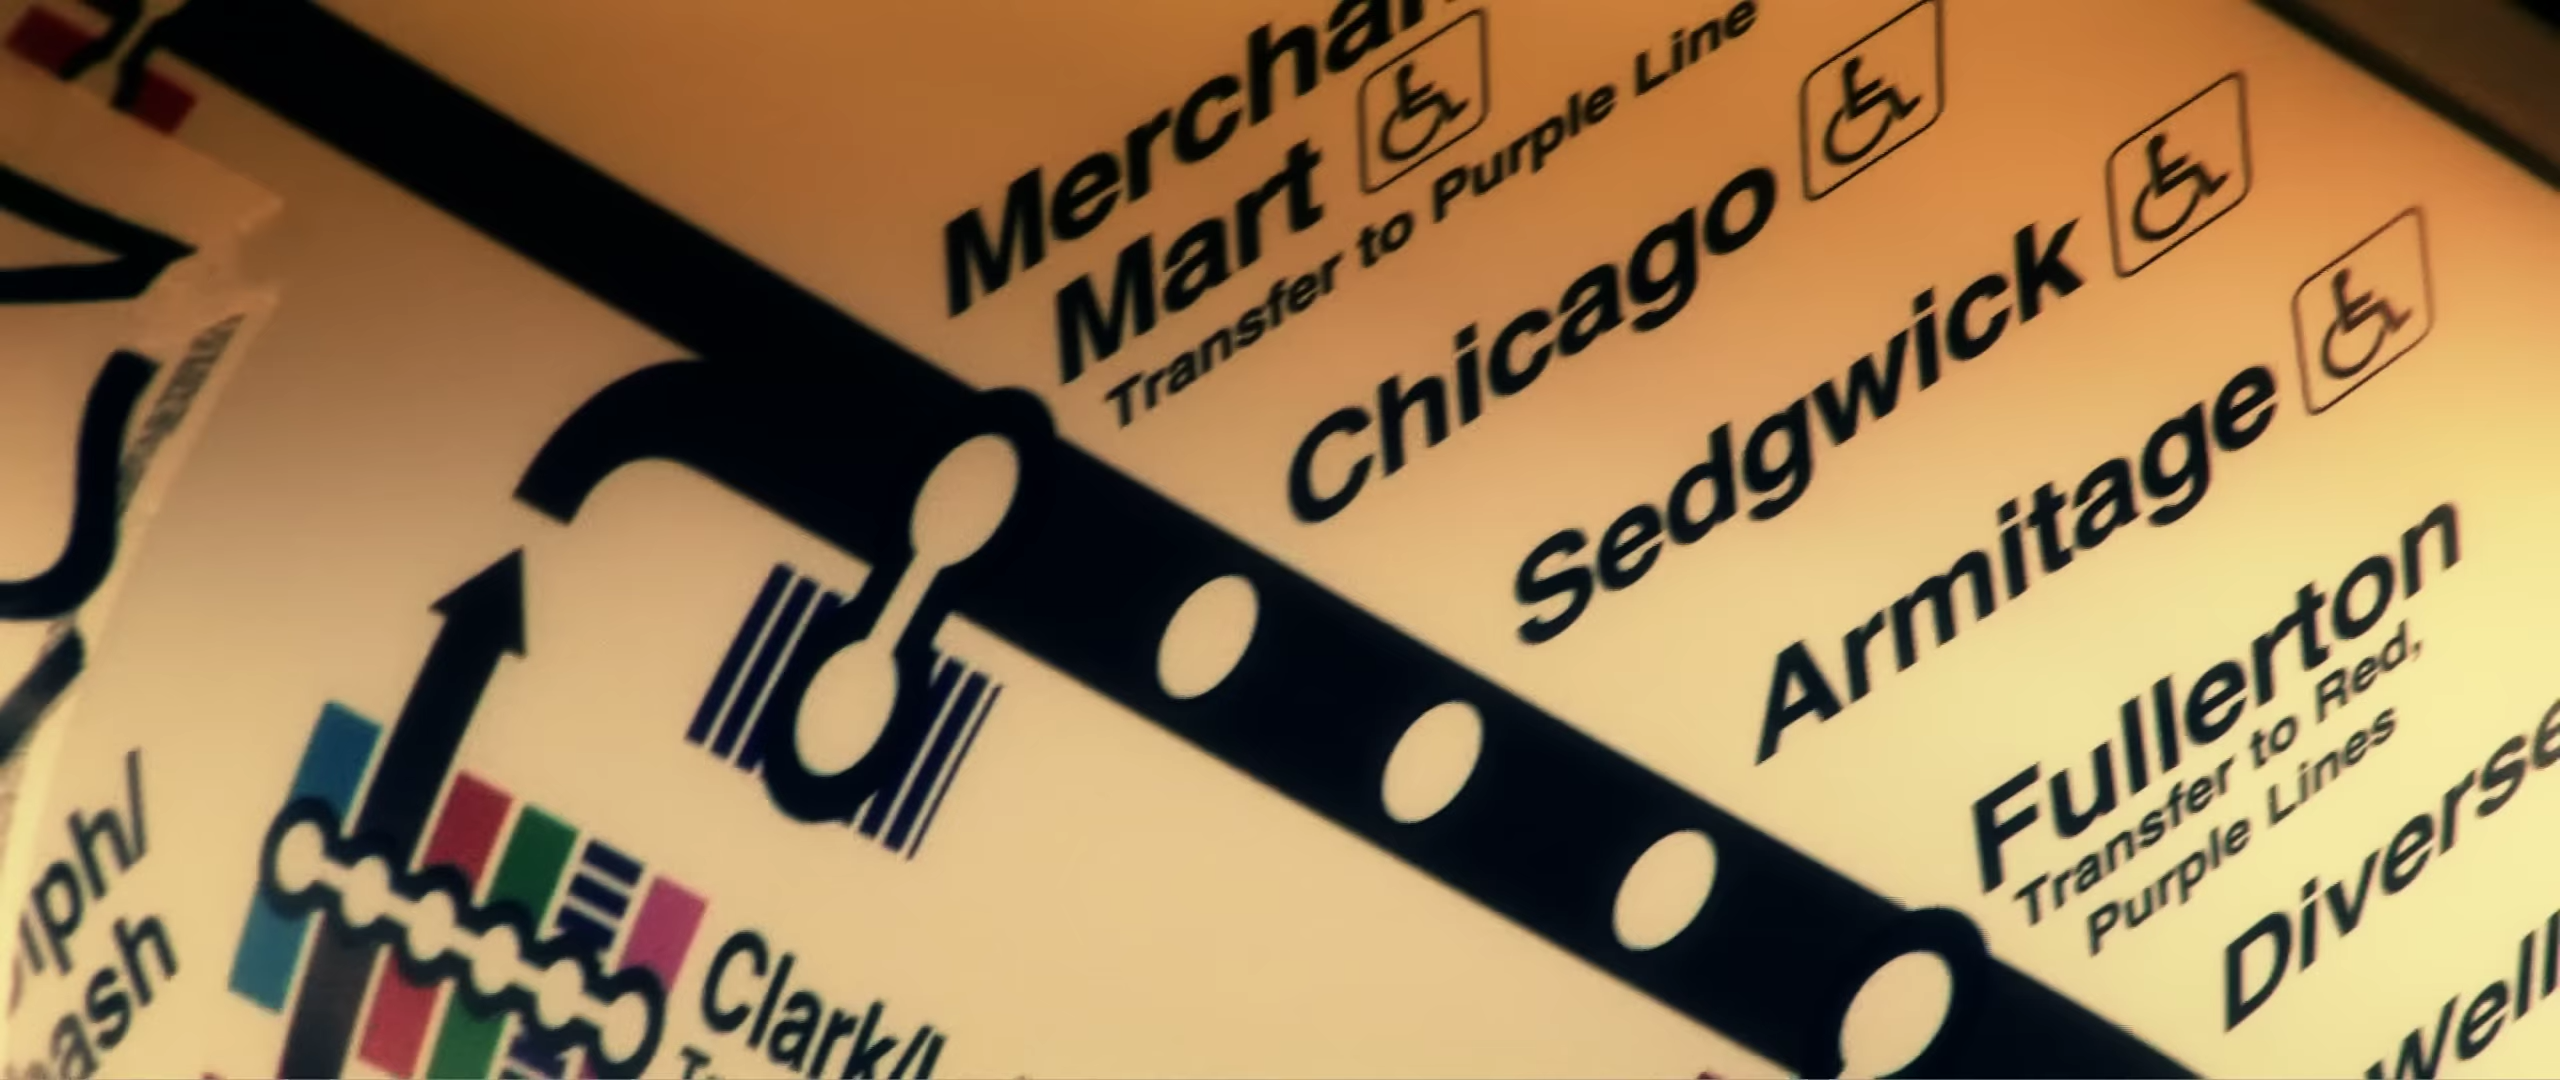 Merchan
Mart
Transfer to Purple Line
Chicago
Sedgwick
Armitage
Fullerton
Transfer to Red,
Purple Lines
Diverse
Well
Clark/L
lph/
ash